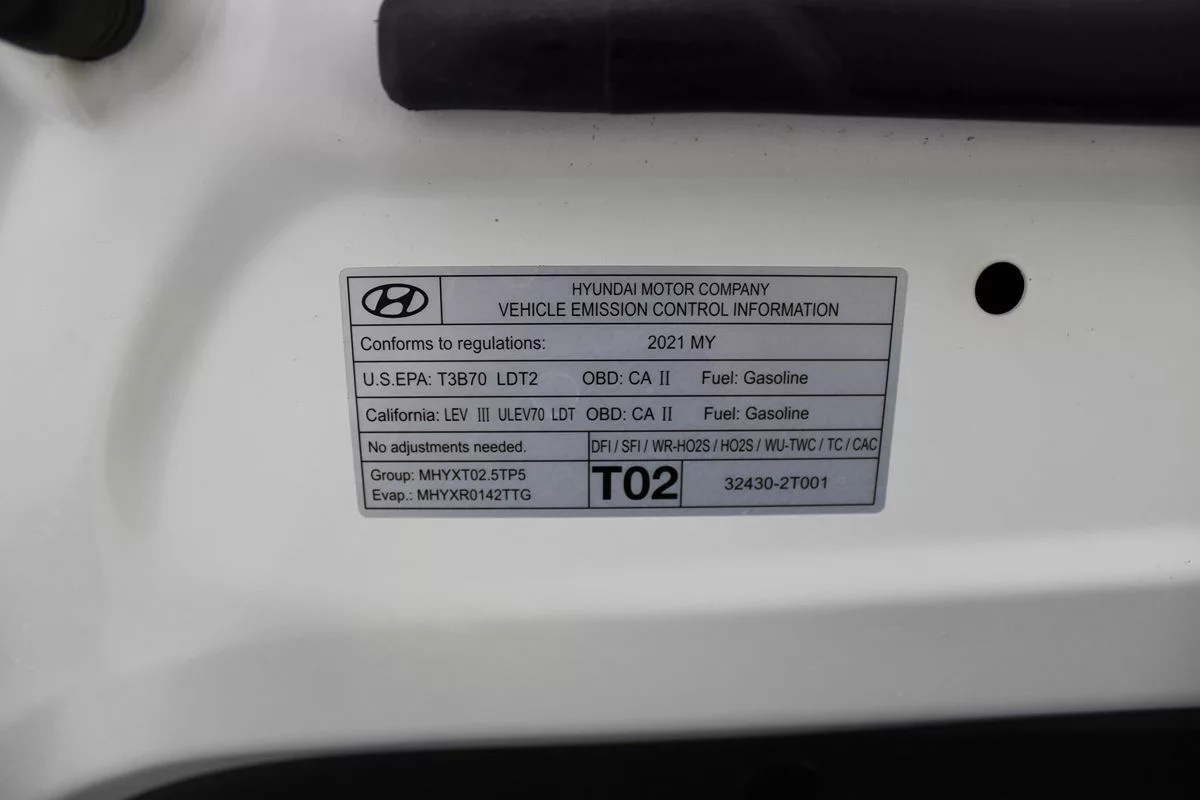 HYUNDAI MOTOR COMPANY
VEHICLE EMISSION CONTROL INFORMATION
Conforms to regulations: 2021 MY
U.S.EPA: T3B70 LDT2 OBD: CA II Fuel: Gasoline
California: LEV III ULEV70 LDT OBD: CA II Fuel: Gasoline
No adjustments needed. DFI / SFI / WR-HO2S / HO2S / WU-TWC / TC / CAC
Group: MHYXT02.5TP5
Evap.: MHYXR0142TTG
T02
32430-2T001